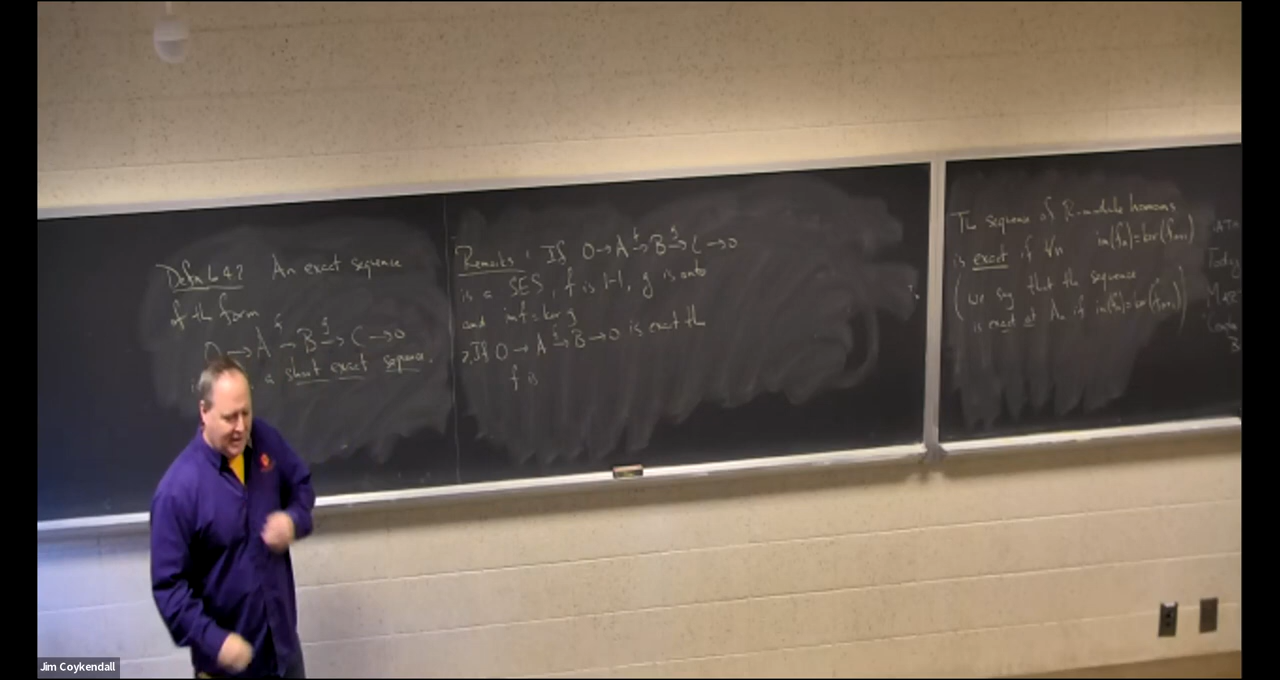 Defn 6.4.2 An exact sequence
of the form
0 → A →f B →g C → 0
a short exact sequence.
Remarks: If 0 → A →f B →g C → 0
is a SES, f is 1-1, g is onto
and im f = ker g
2. If 0 → A →f B → 0 is exact th
f is
The sequence of R-module homoms
is exact if ∀n im(fn) = ker(fn+1)
(we say that the sequence
is exact at An if im(fn) = ker(fn+1))
Today
Jim Coykendall